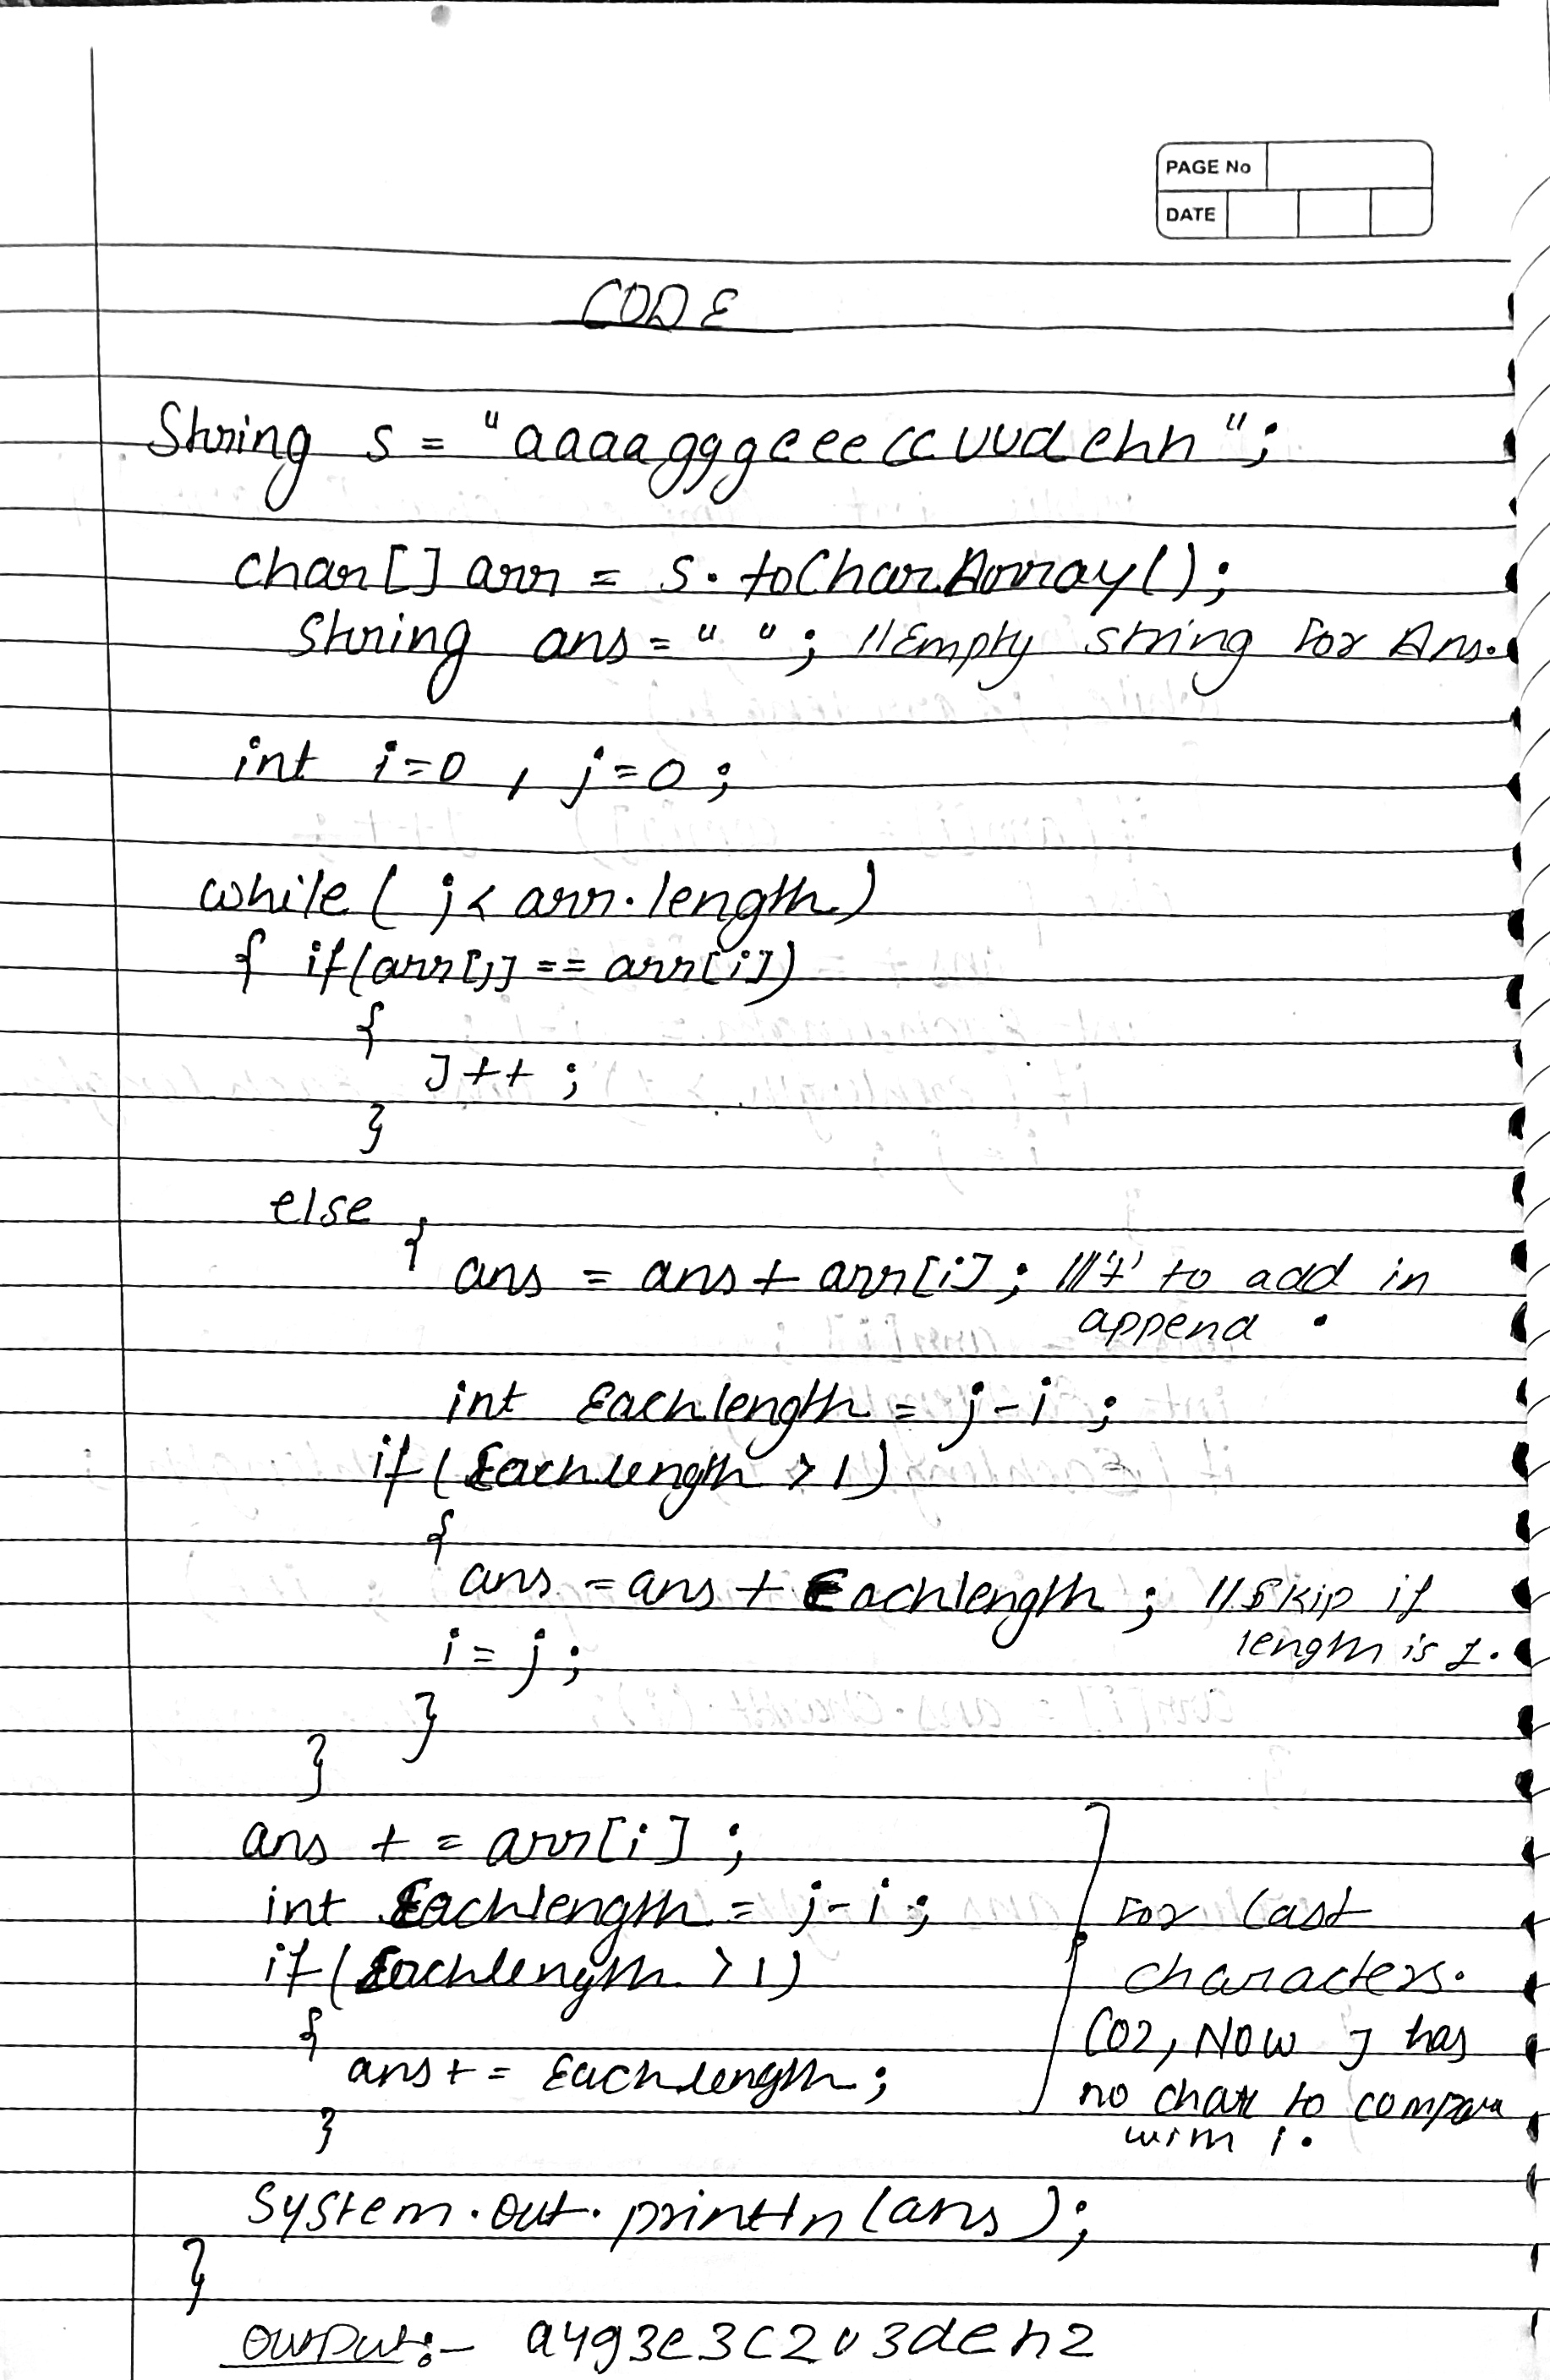 PAGE No
DATE
CODE
String s = "aaaagggeeeccuuudehh";
char[] arr = s.toCharArray();
String ans = " "; //Empty string For Ans.
int i=0, j=0;
while( j< arr.length)
{ if(arr[j] == arr[i])
{
J++;
}
else
{
ans = ans + arr[i]; //'+' to add in
append.
int Eachlength = j-i;
if(Eachlength >1)
{
ans = ans + Eachlength; //Skip if
length is 1.
i=j;
}
}
ans += arr[i];
int Eachlength = j-i;
if(Eachlength >1)
{
ans += Eachlength;
}
For last
characters.
Coz, Now J has
no char to compare
with i.
System.out.println(ans);
}
Output:- a4g3e3c2u3deh2